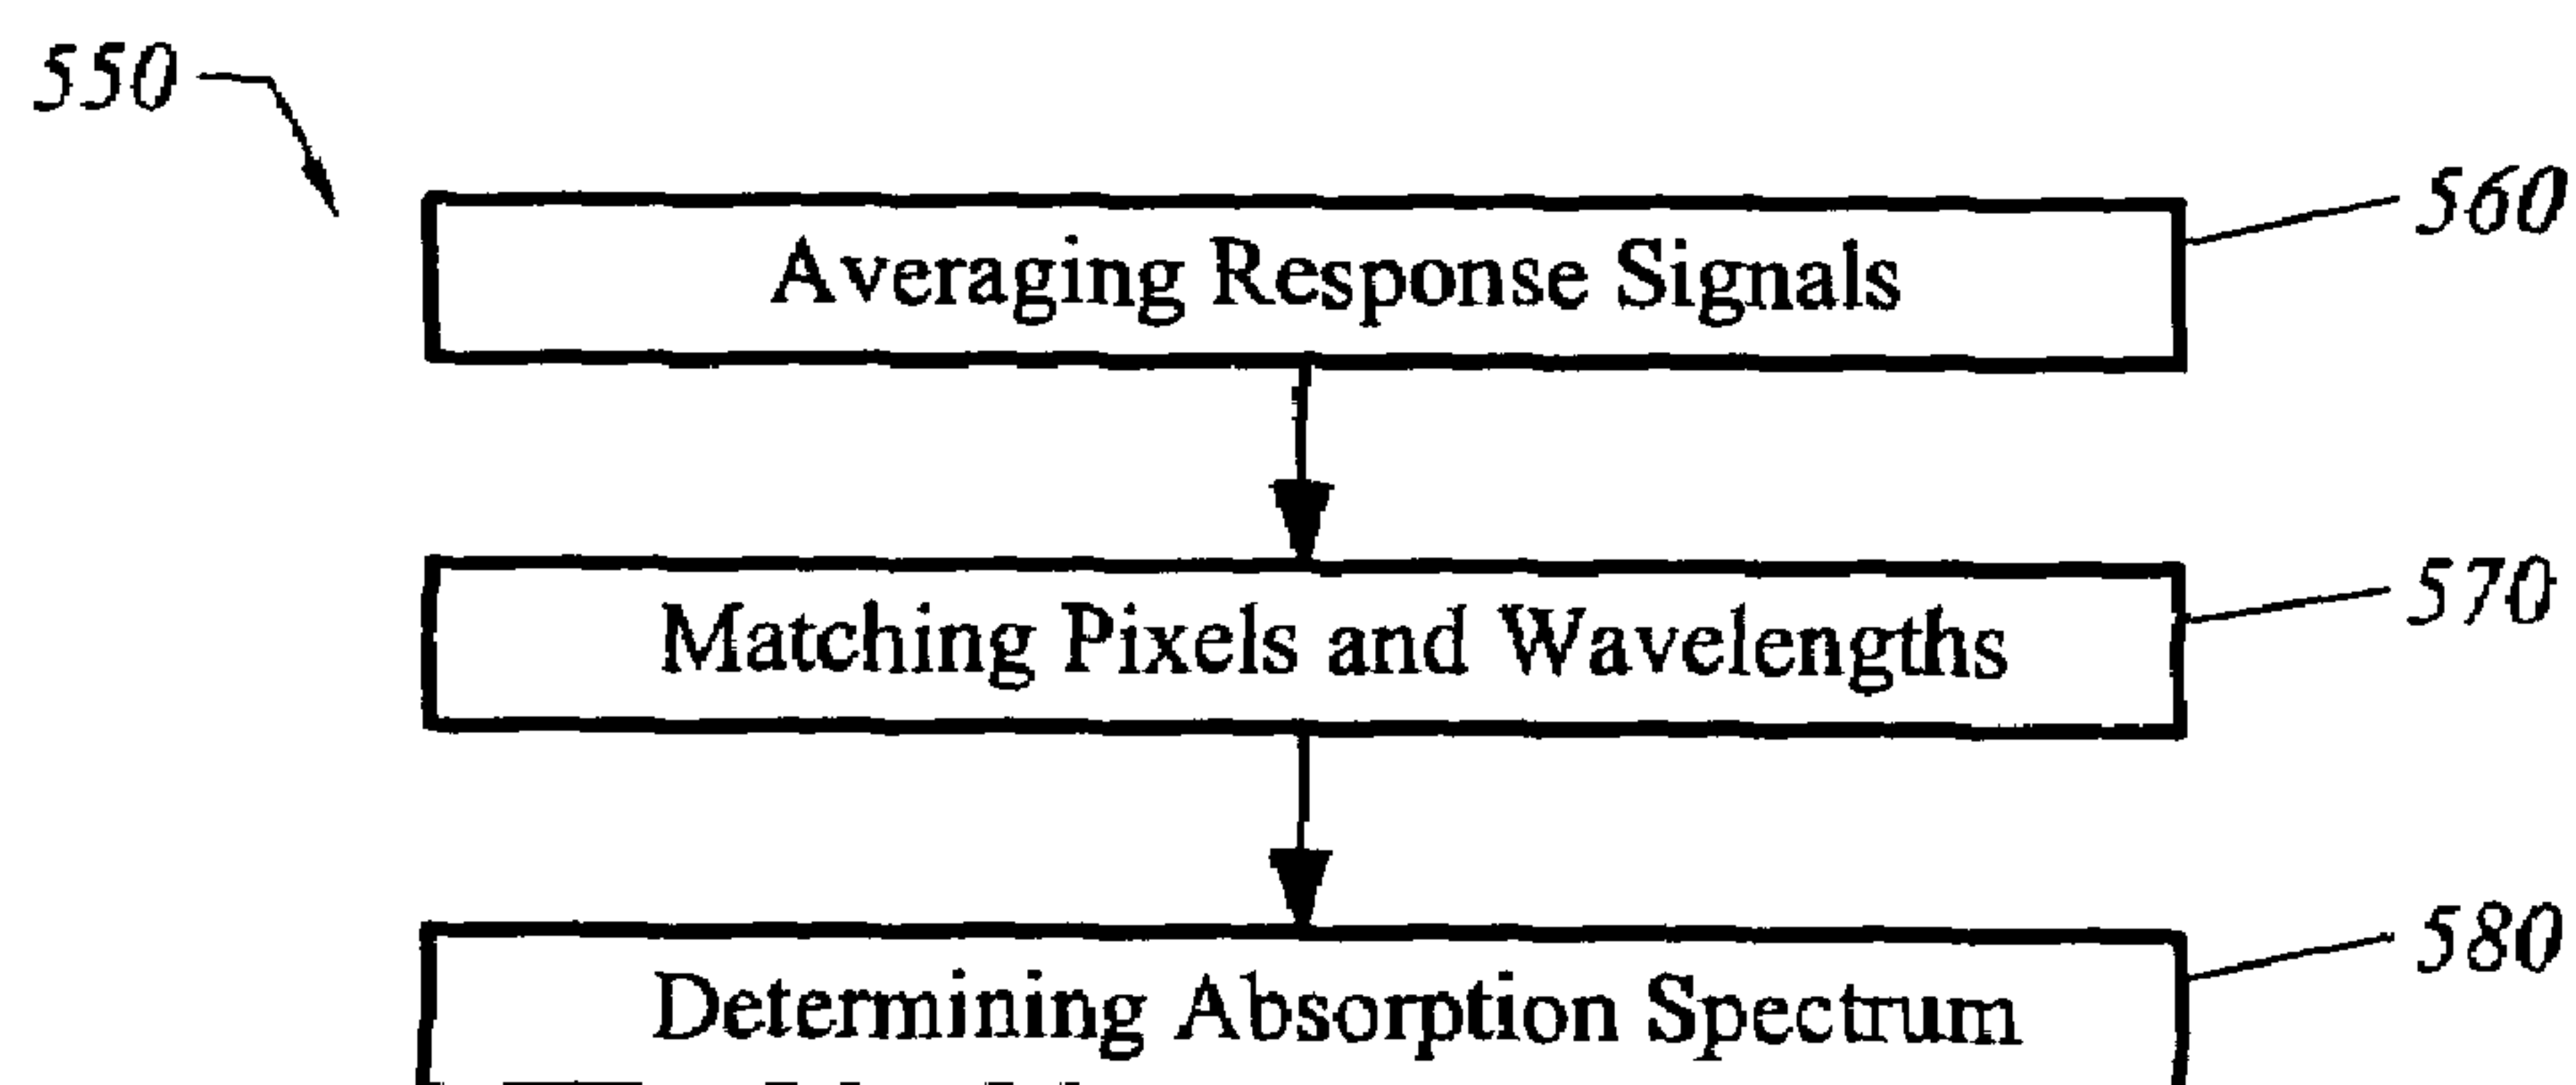 550
560
Averaging Response Signals
570
Matching Pixels and Wavelengths
580
Determining Absorption Spectrum